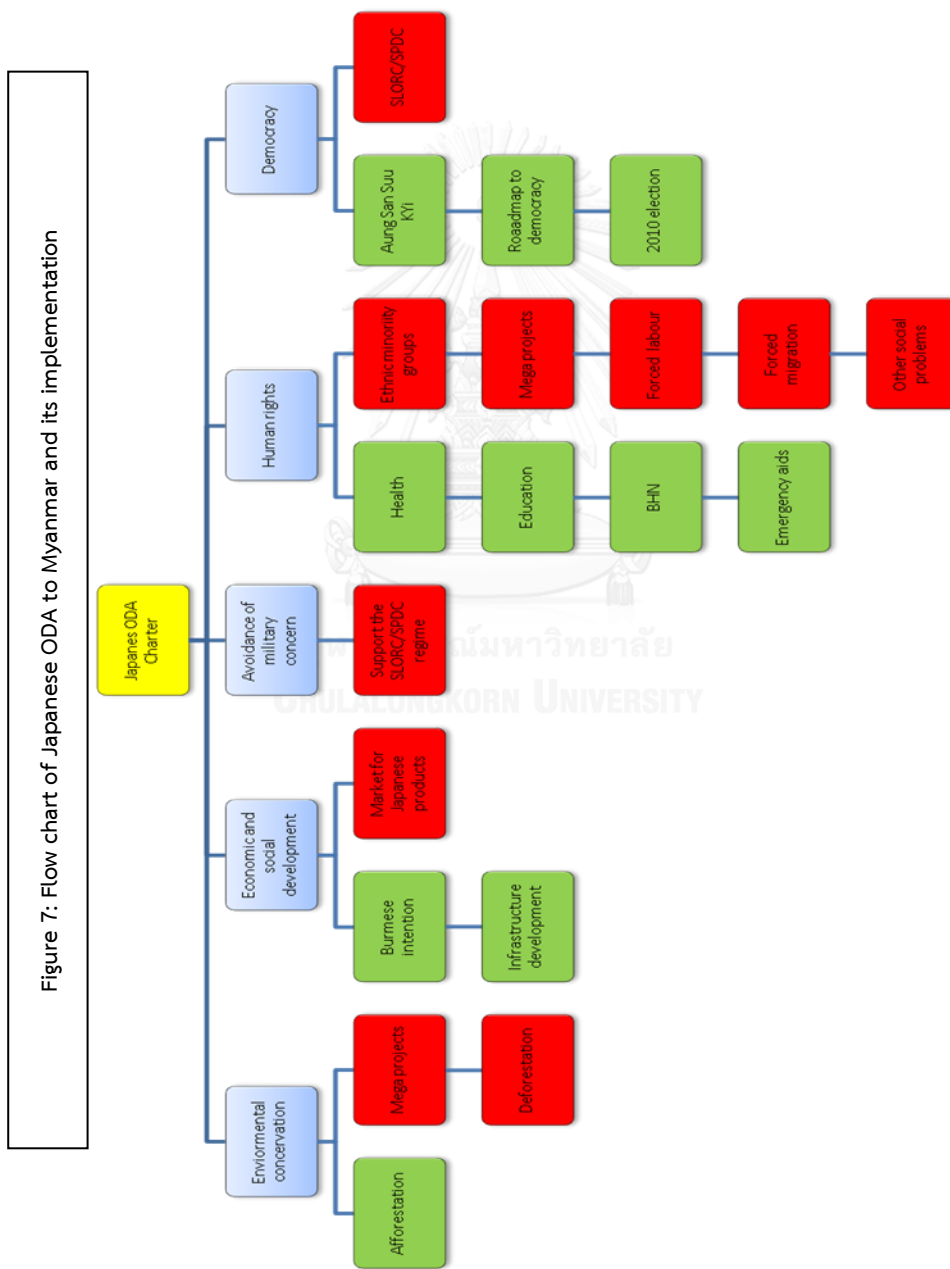 Figure 7: Flow chart of Japanese ODA to Myanmar and its implementation
Japanes ODA
Charter
Enviormental
concervation
Economic and
social
development
Avoidance of
military
concern
Human rights
Democracy
Afforestation
Mega projects
Deforestation
Burmese
intention
Infrastructure
development
Market for
Japanese
products
Support the
SLORC/SPDC
regime
Health
Education
BHN
Emergency aids
Ethnic minoriity
groups
Mega projects
Forced labour
Forced
migration
Other social
problems
Aung San Suu
KYi
Roaadmap to
democracy
2010 election
SLORC/SPDC
CHULALONGKORN UNIVERSITY